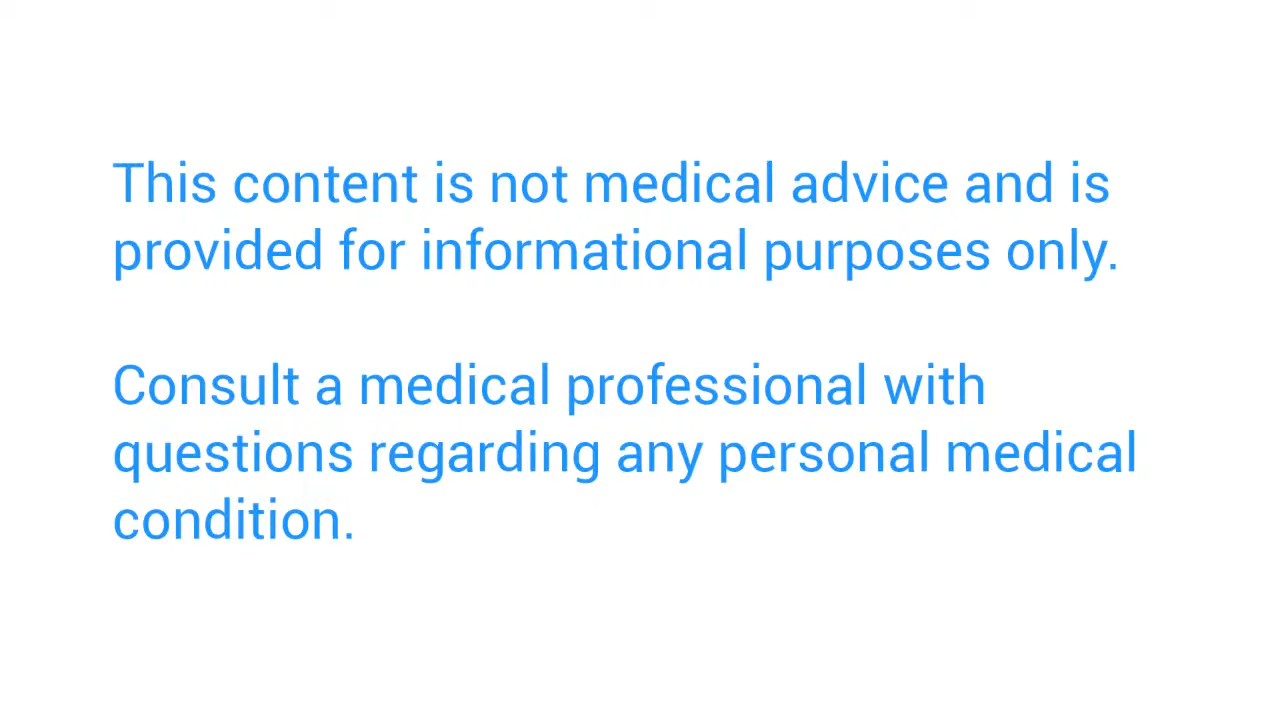 This content is not medical advice and is
provided for informational purposes only.
Consult a medical professional with
questions regarding any personal medical
condition.